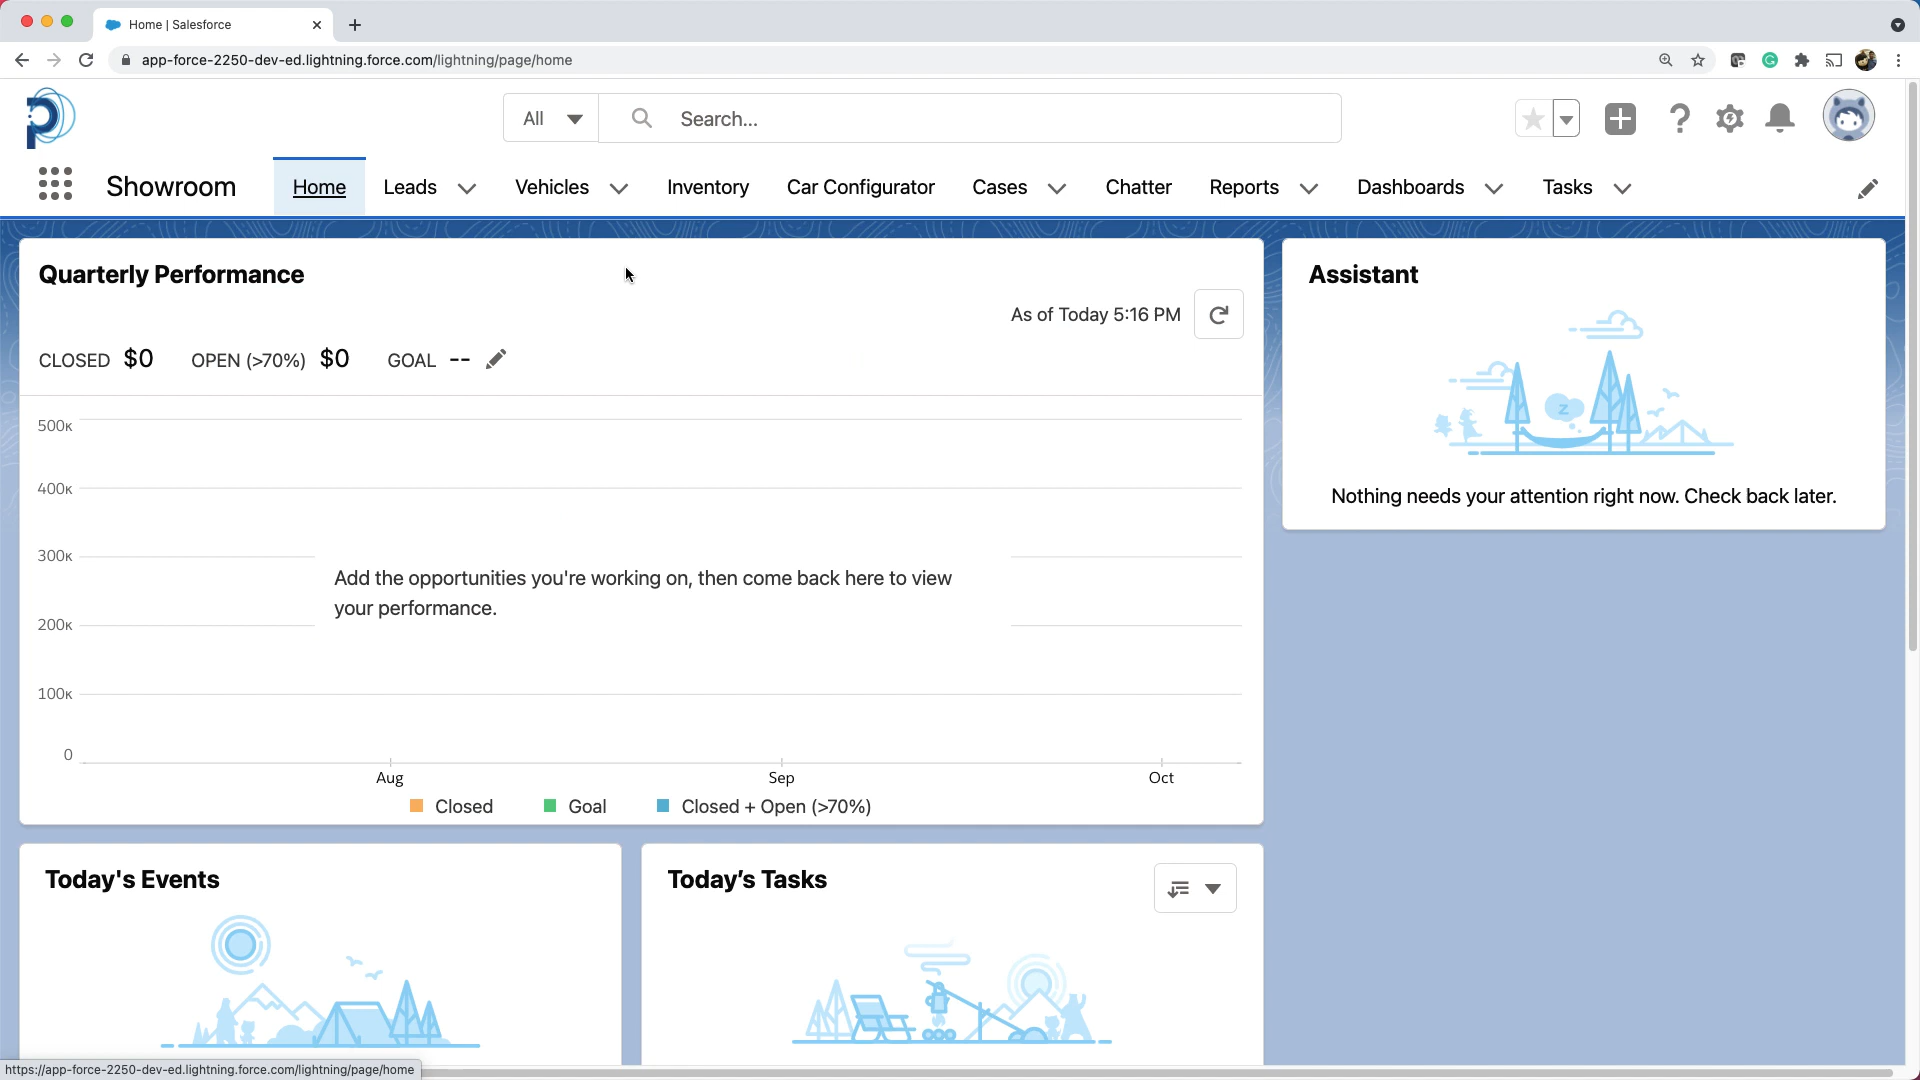 Home | Salesforce
app-force-2250-dev-ed.lightning.force.com/lightning/page/home
All
Search...
Showroom
Home
Leads
Vehicles
Inventory
Car Configurator
Cases
Chatter
Reports
Dashboards
Tasks
Quarterly Performance
As of Today 5:16 PM
CLOSED $0 OPEN (>70%) $0 GOAL --
500K
400K
300K
200K
100K
0
Add the opportunities you're working on, then come back here to view
your performance.
Aug
Sep
Oct
Closed
Goal
Closed + Open (>70%)
Assistant
z
Nothing needs your attention right now. Check back later.
Today's Events
Today’s Tasks
https://app-force-2250-dev-ed.lightning.force.com/lightning/page/home